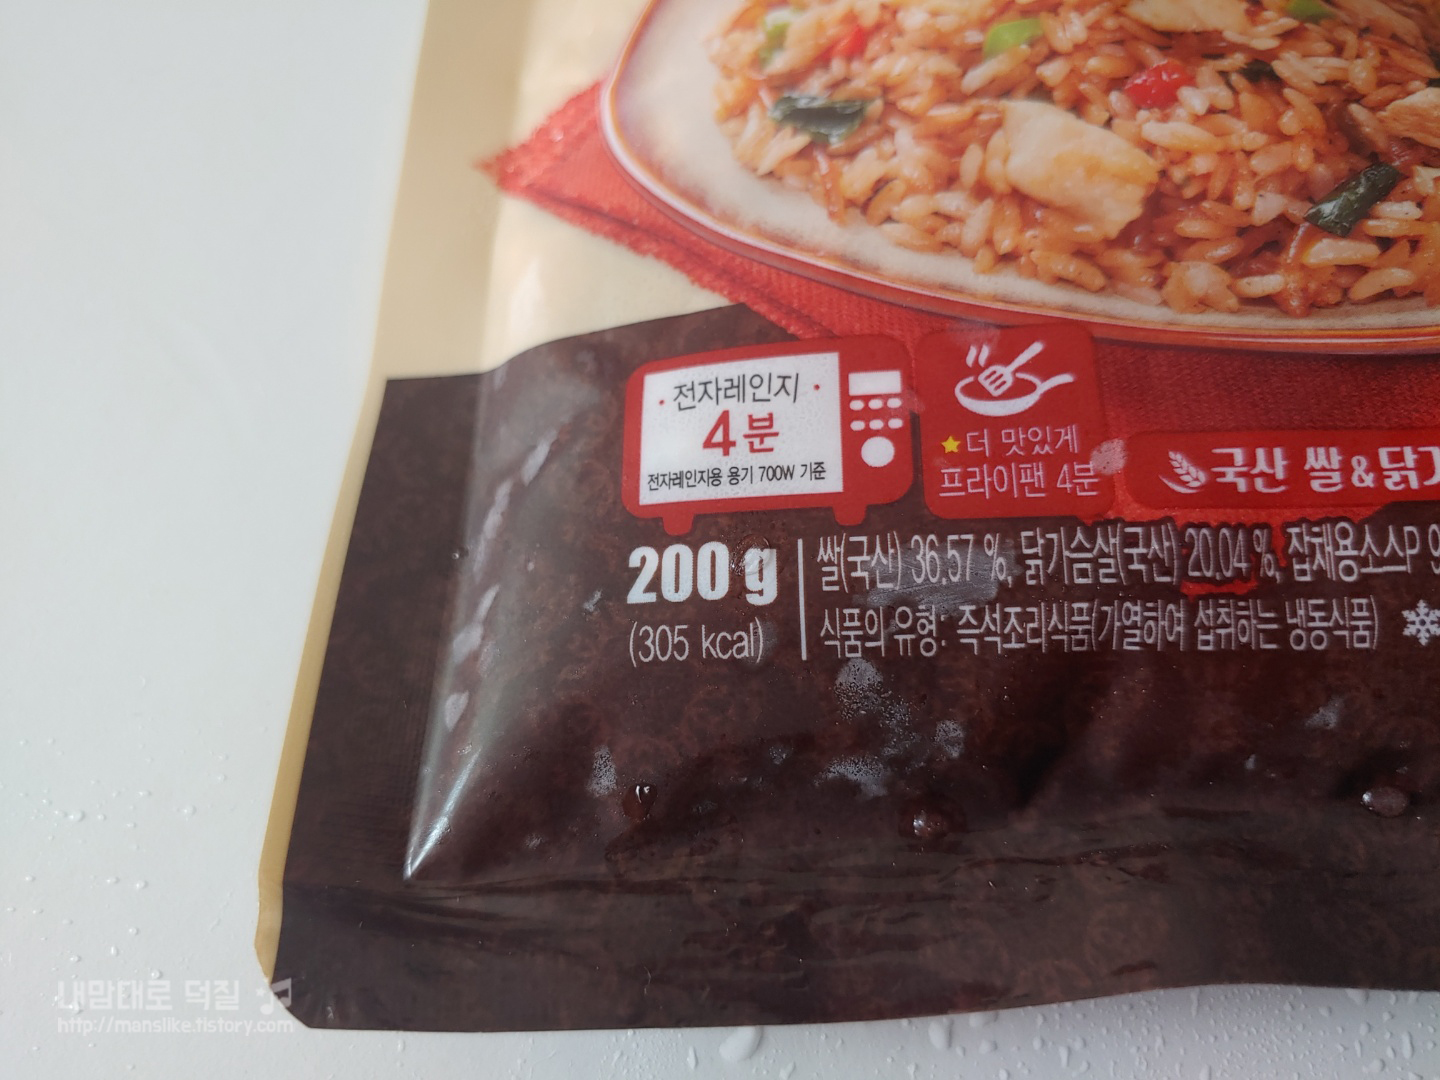 전자레인지
4분
전자레인자용 용기 700W 기준
더 맛있게
프라이팬 4분
국산 쌀&닭
200 g
(305 kcal)
쌀(국산) 36.57 %, 닭가슴살(국산) 20.04 %, 잡채용소스P
식품의 유형: 즉석조리식품(가열하여 섭취하는 냉동식품)
내맘대로 덕질
http://manslike.tistory.com